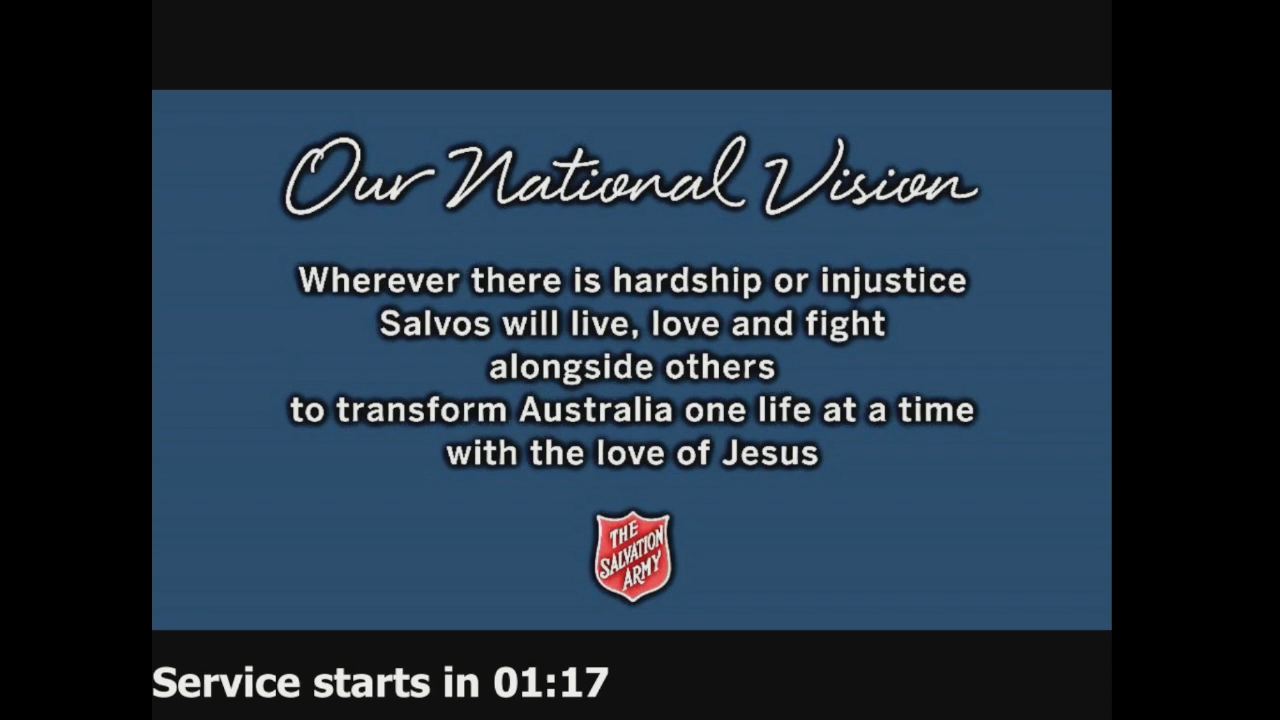 Our National Vision
Wherever there is hardship or injustice
Salvos will live, love and fight
alongside others
to transform Australia one life at a time
with the love of Jesus
THE
SALVATION
ARMY
Service starts in 01:17